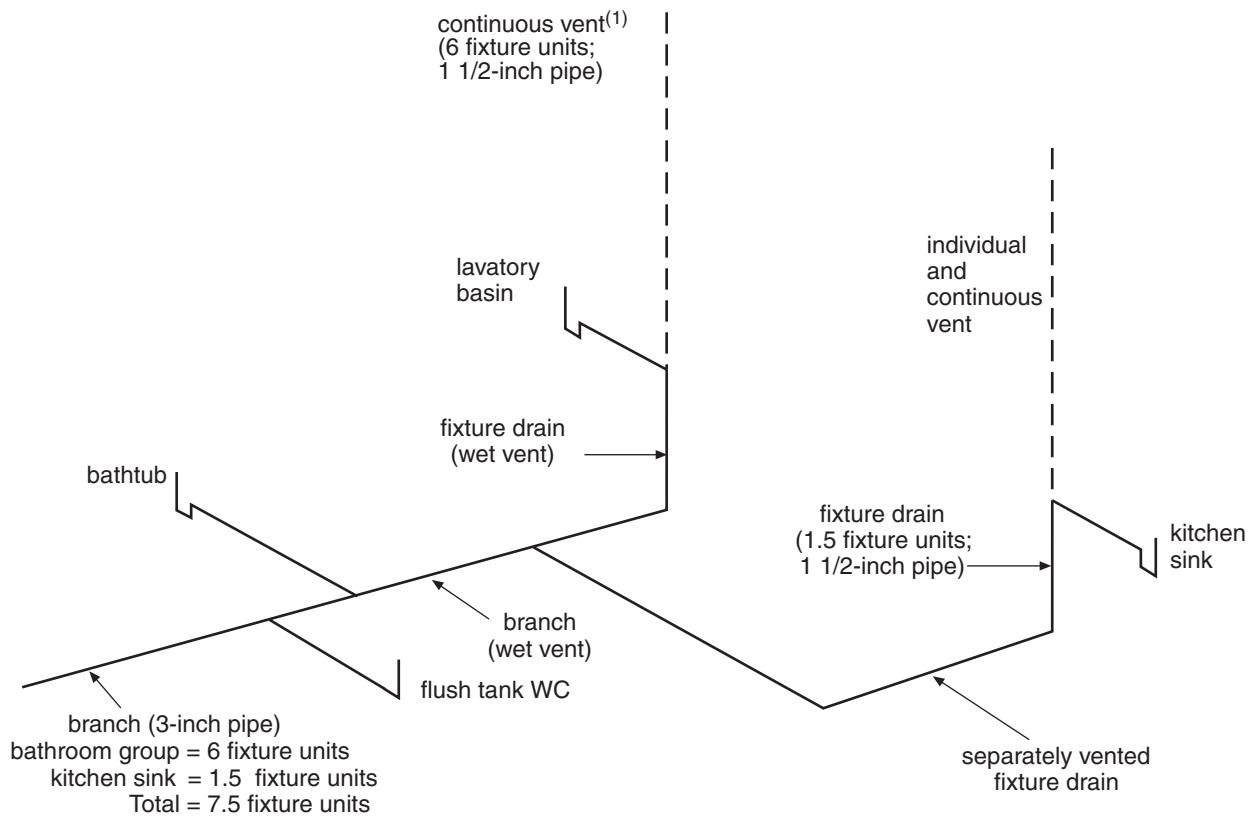 continuous vent(1)
(6 fixture units;
1 1/2-inch pipe)
lavatory
basin
individual
and
continuous
vent
fixture drain
(wet vent)
bathtub
fixture drain
(1.5 fixture units;
1 1/2-inch pipe)
kitchen
sink
branch
(wet vent)
flush tank WC
branch (3-inch pipe)
bathroom group = 6 fixture units
kitchen sink = 1.5 fixture units
Total = 7.5 fixture units
separately vented
fixture drain